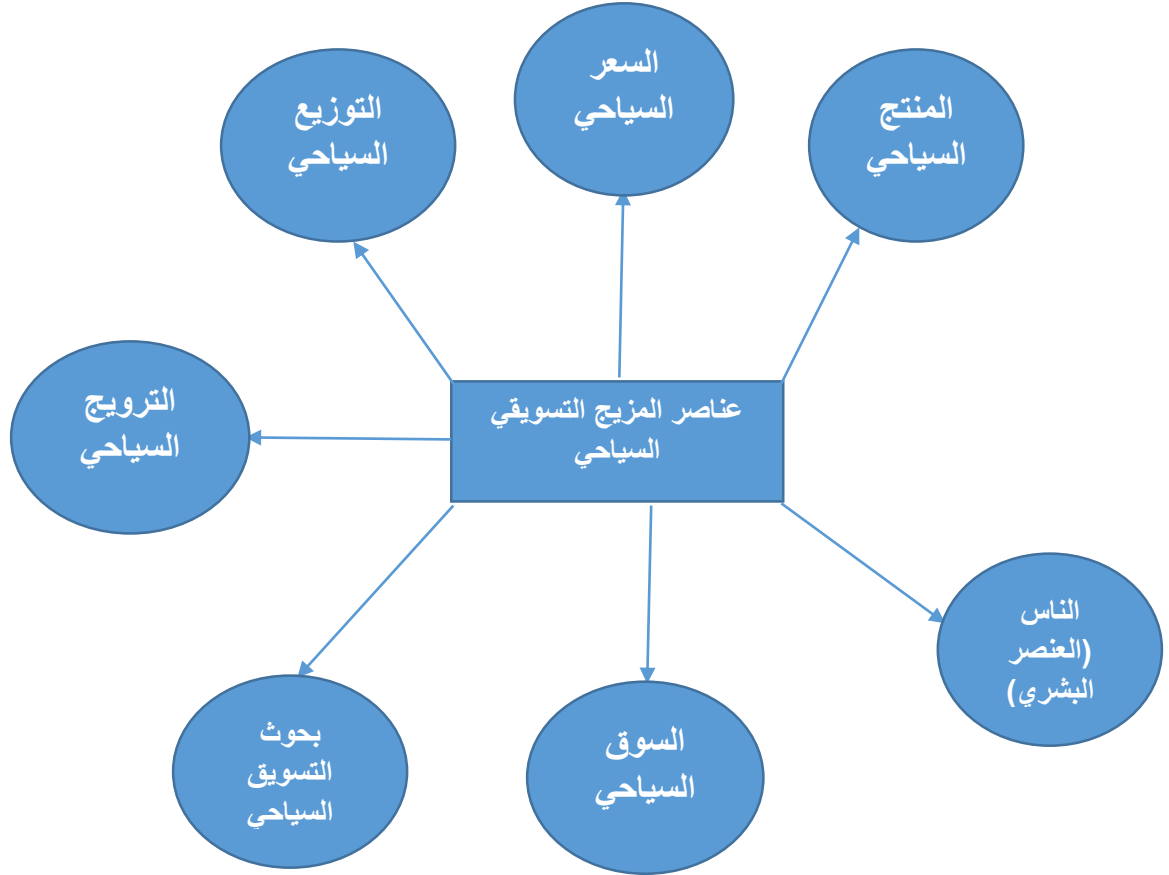 المنتج
السياحي
السعر
السياحي
التوزيع
السياحي
عناصر المزيج التسويقي
السياحي
الترويج
السياحي
الناس
(العنصر
البشري)
السوق
السياحي
بحوث
التسويق
السياحي